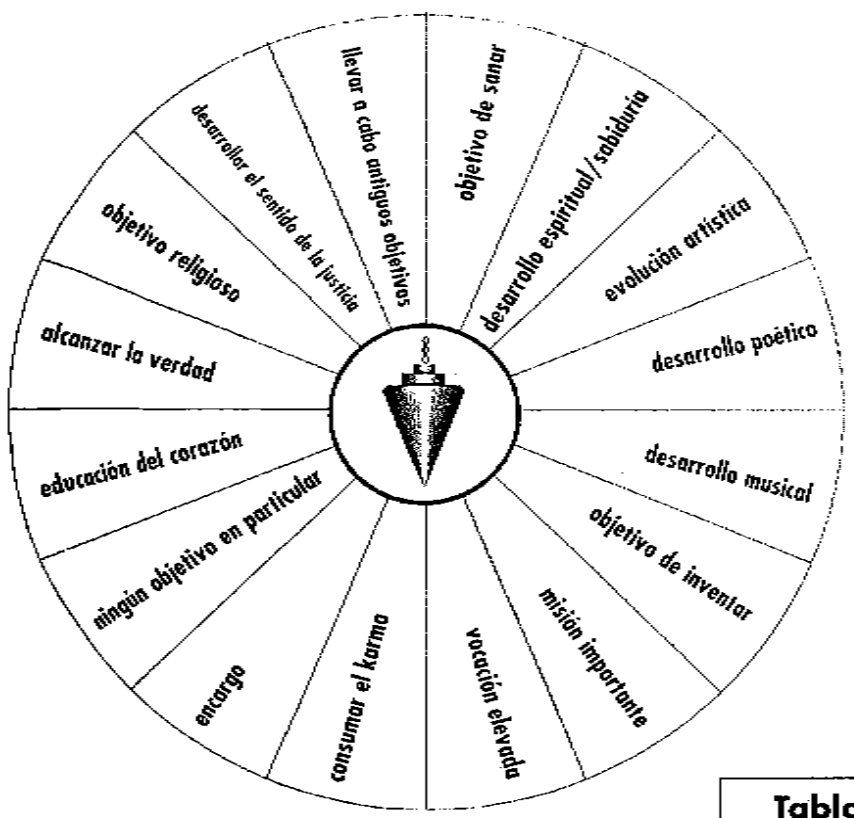 objetivo de sanar
desarrollo espiritual/sabiduría
evolución artística
desarrollo poético
desarrollo musical
objetivo de inventar
misión importante
vocación elevada
consumar el karma
encargo
ningún objetivo en particular
educación del corazón
alcanzar la verdad
objetivo religioso
desarrollar el sentido de la justicia
llevar a cabo antiguos objetivos
Tabla